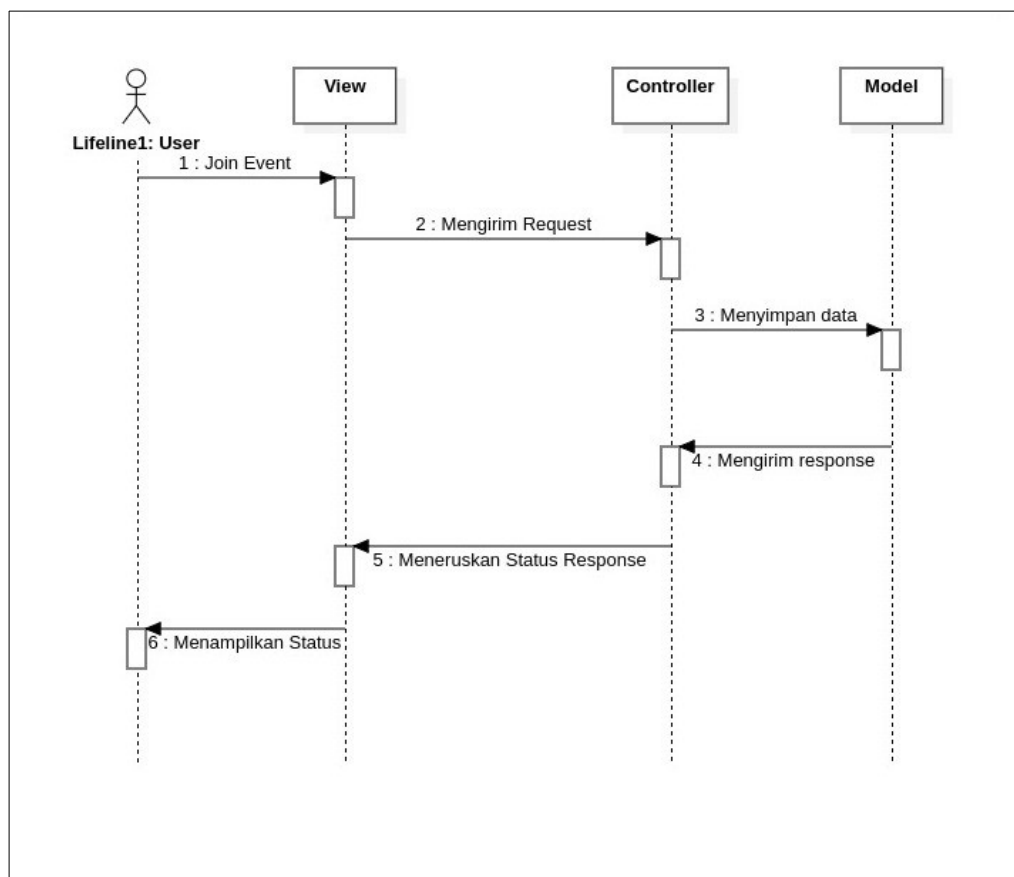 View
Controller
Model
Lifeline1: User
1 : Join Event
2 : Mengirim Request
3 : Menyimpan data
4 : Mengirim response
5 : Meneruskan Status Response
6 : Menampilkan Status